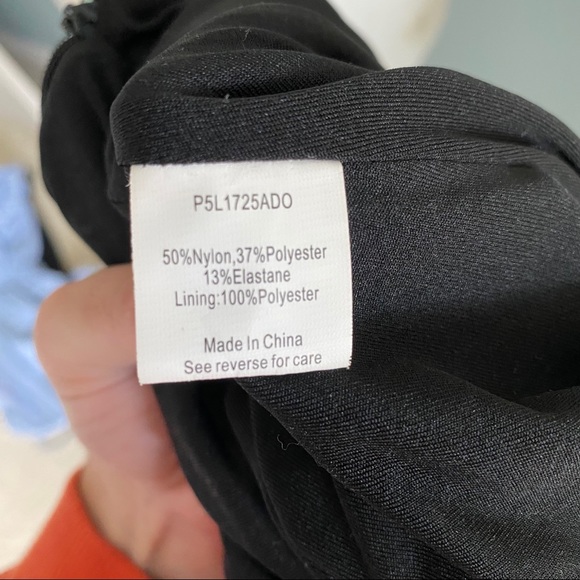 P5L1725ADO
50%Nylon,37%Polyester
13%Elastane
Lining:100%Polyester
Made In China
See reverse for care